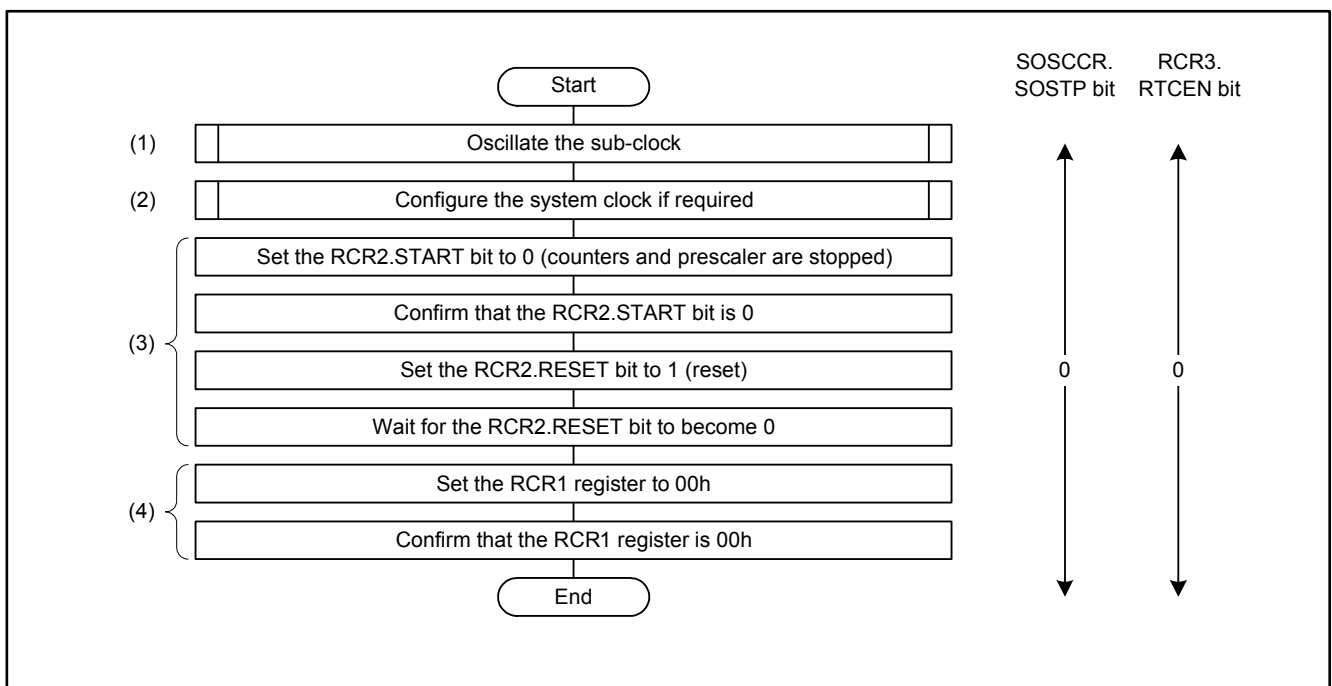 SOSCCR. RCR3.
SOSTP bit RTCEN bit
Start
(1) Oscillate the sub-clock
(2) Configure the system clock if required
Set the RCR2.START bit to 0 (counters and prescaler are stopped)
Confirm that the RCR2.START bit is 0
(3)
Set the RCR2.RESET bit to 1 (reset)
0 0
Wait for the RCR2.RESET bit to become 0
Set the RCR1 register to 00h
(4)
Confirm that the RCR1 register is 00h
End